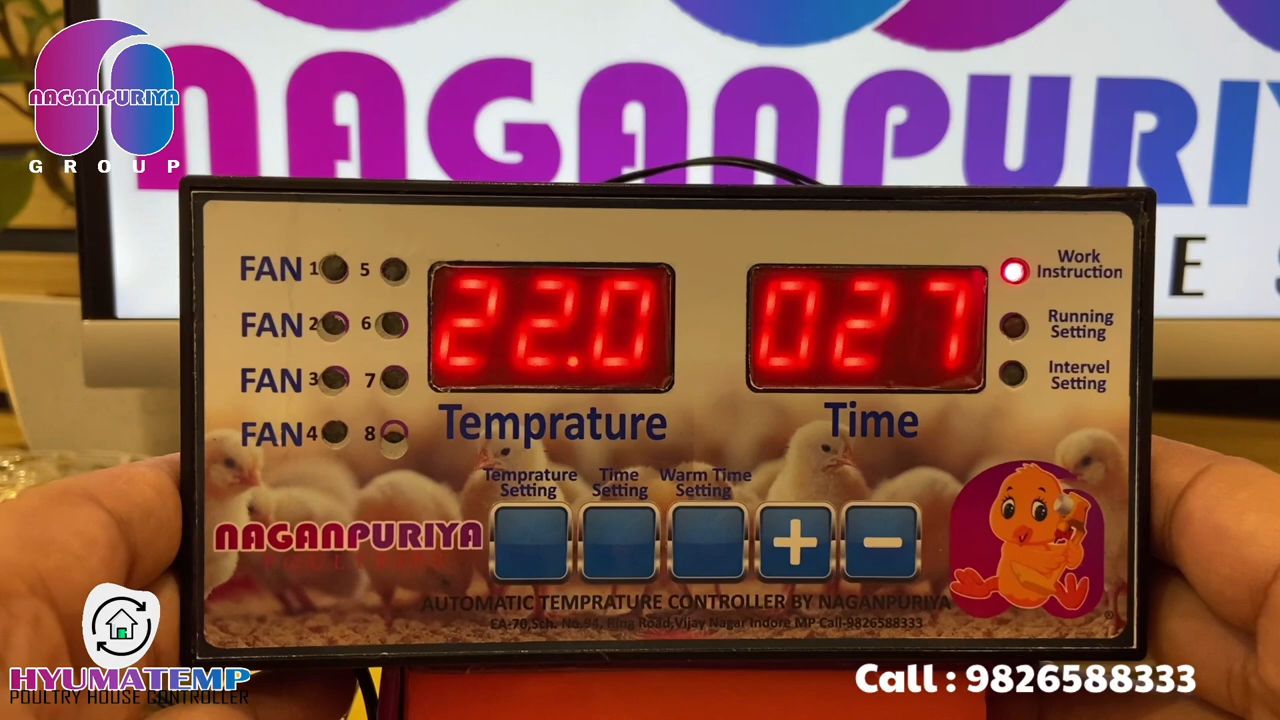 NAGANPURIYA
GROUP
NAGANPURIYA
E S
FAN 1 5
FAN 2 6
FAN 3 7
FAN 4 8
22.0
Temprature
027
Time
Work
Instruction
Running
Setting
Intervel
Setting
Temprature
Setting
Time
Setting
Warm Time
Setting
+
-
NAGANPURIYA
AUTOMATIC TEMPRATURE CONTROLLER BY NAGANPURIYA
EA-70,Sch. No.94, Ring Road,Vijay Nagar Indore MP Call-9826588333
®
HYUMATEMP
POULTRY HOUSE CONTROLLER
Call : 9826588333